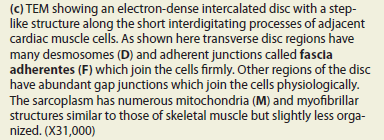 (c) TEM showing an electron-dense intercalated disc with a step-
like structure along the short interdigitating processes of adjacent
cardiac muscle cells. As shown here transverse disc regions have
many desmosomes (D) and adherent junctions called fascia
adherentes (F) which join the cells firmly. Other regions of the disc
have abundant gap junctions which join the cells physiologically.
The sarcoplasm has numerous mitochondria (M) and myofibrillar
structures similar to those of skeletal muscle but slightly less orga-
nized. (X31,000)